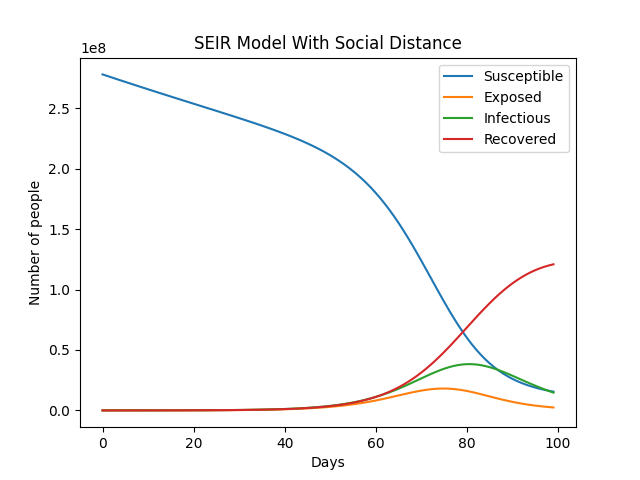 SEIR Model With Social Distance
1e8
Susceptible
Exposed
Infectious
Recovered
Number of people
2.5
2.0
1.5
1.0
0.5
0.0
0 20 40 60 80 100
Days